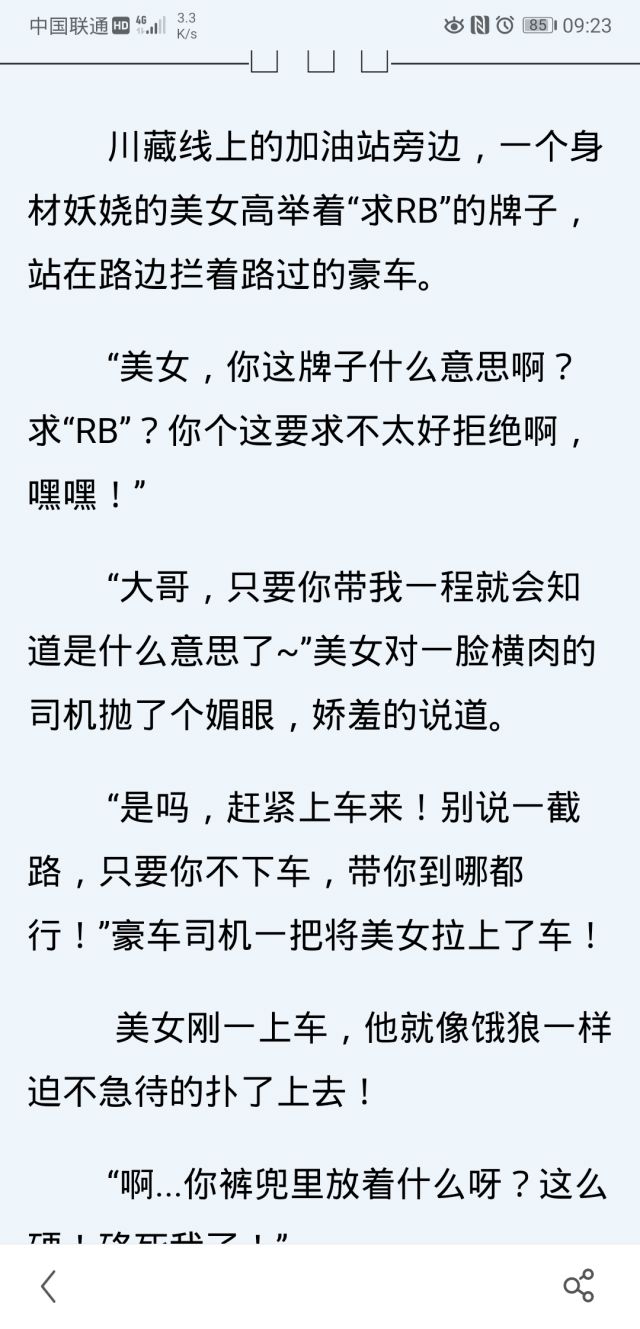 中国联通 HD 4G 3.3 K/s 85 09:23
川藏线上的加油站旁边，一个身
材妖娆的美女高举着“求RB”的牌子，
站在路边拦着路过的豪车。
“美女，你这牌子什么意思啊？
求“RB”？你个这要求不太好拒绝啊，
嘿嘿！”
“大哥，只要你带我一程就会知
道是什么意思了~”美女对一脸横肉的
司机抛了个媚眼，娇羞的说道。
“是吗，赶紧上车来！别说一截
路，只要你不下车，带你到哪都
行！”豪车司机一把将美女拉上了车！
美女刚一上车，他就像饿狼一样
迫不急待的扑了上去！
“啊...你裤兜里放着什么呀？这么
硬！硌死我了！”